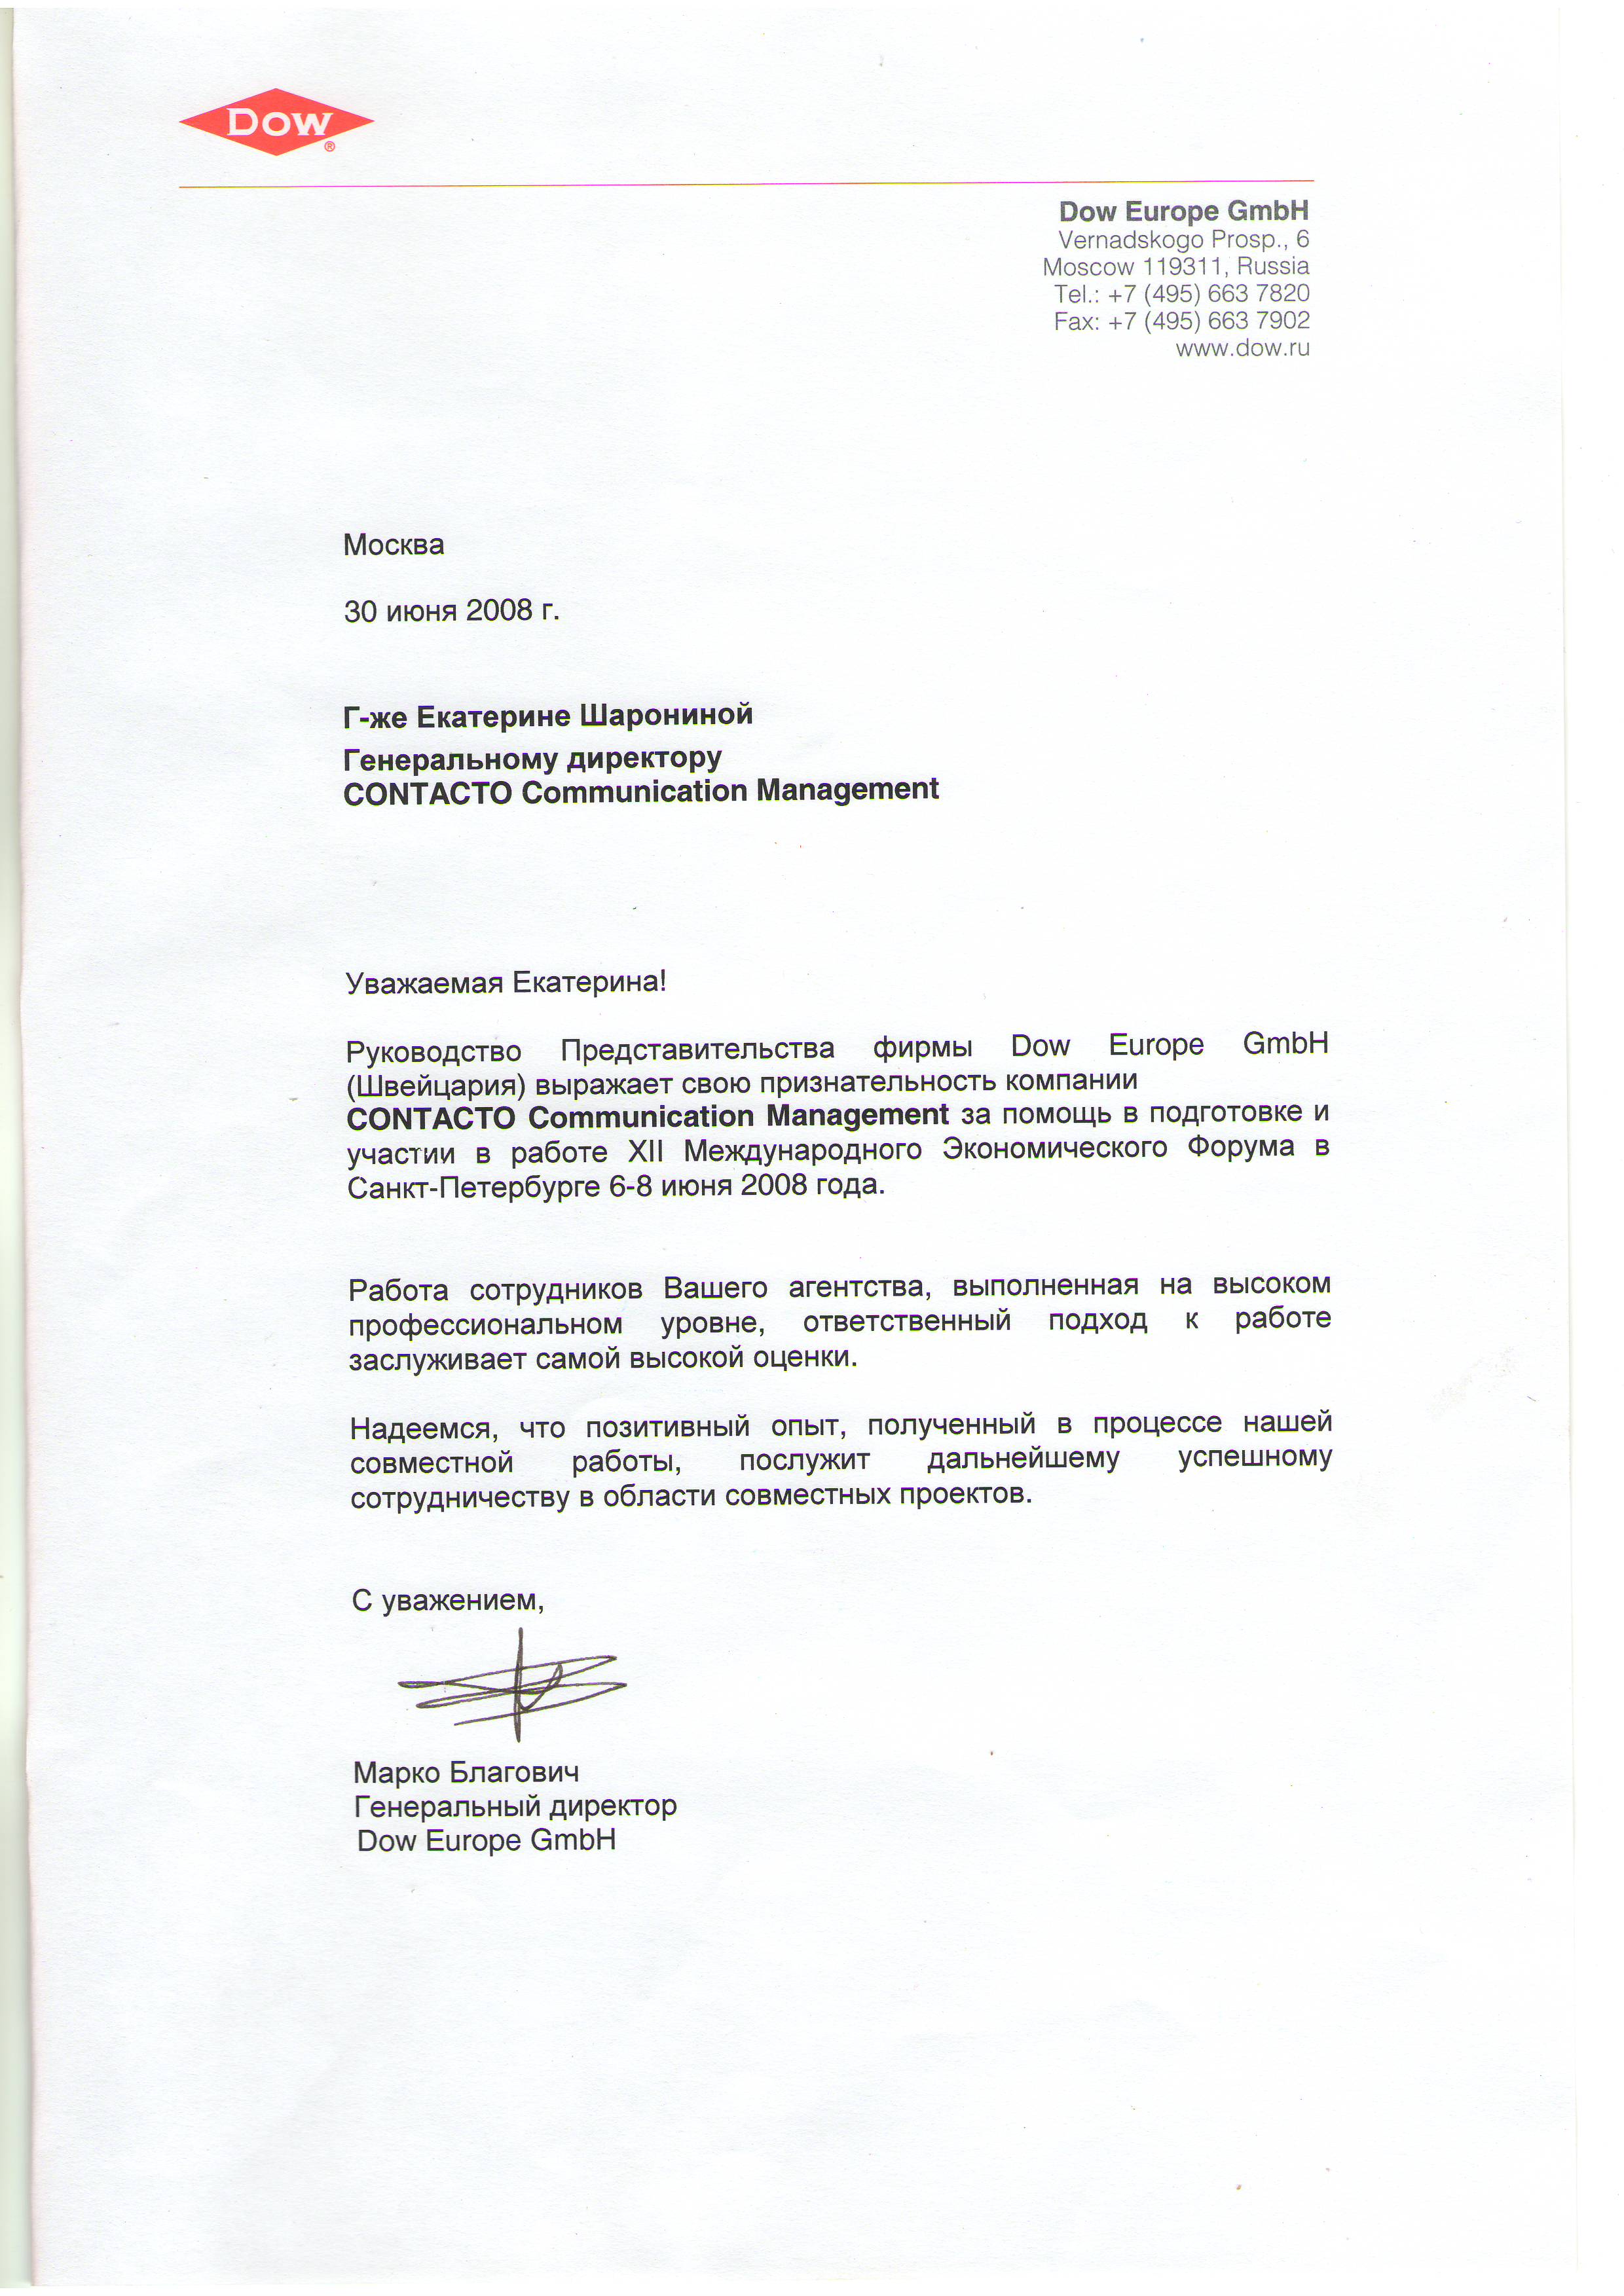 Dow
®
Dow Europe GmbH
Vernadskogo Prosp., 6
Moscow 119311, Russia
Tel.: +7 (495) 663 7820
Fax: +7 (495) 663 7902
www.dow.ru
Москва
30 июня 2008 г.
Г-же Екатерине Шарониной
Генеральному директору
CONTACTO Communication Management
Уважаемая Екатерина!
Руководство Представительства фирмы Dow Europe GmbH
(Швейцария) выражает свою признательность компании
CONTACTO Communication Management за помощь в подготовке и
участии в работе XII Международного Экономического Форума в
Санкт-Петербурге 6-8 июня 2008 года.
Работа сотрудников Вашего агентства, выполненная на высоком
профессиональном уровне, ответственный подход к работе
заслуживает самой высокой оценки.
Надеемся, что позитивный опыт, полученный в процессе нашей
совместной работы, послужит дальнейшему успешному
сотрудничеству в области совместных проектов.
С уважением,
Марко Благович
Генеральный директор
Dow Europe GmbH